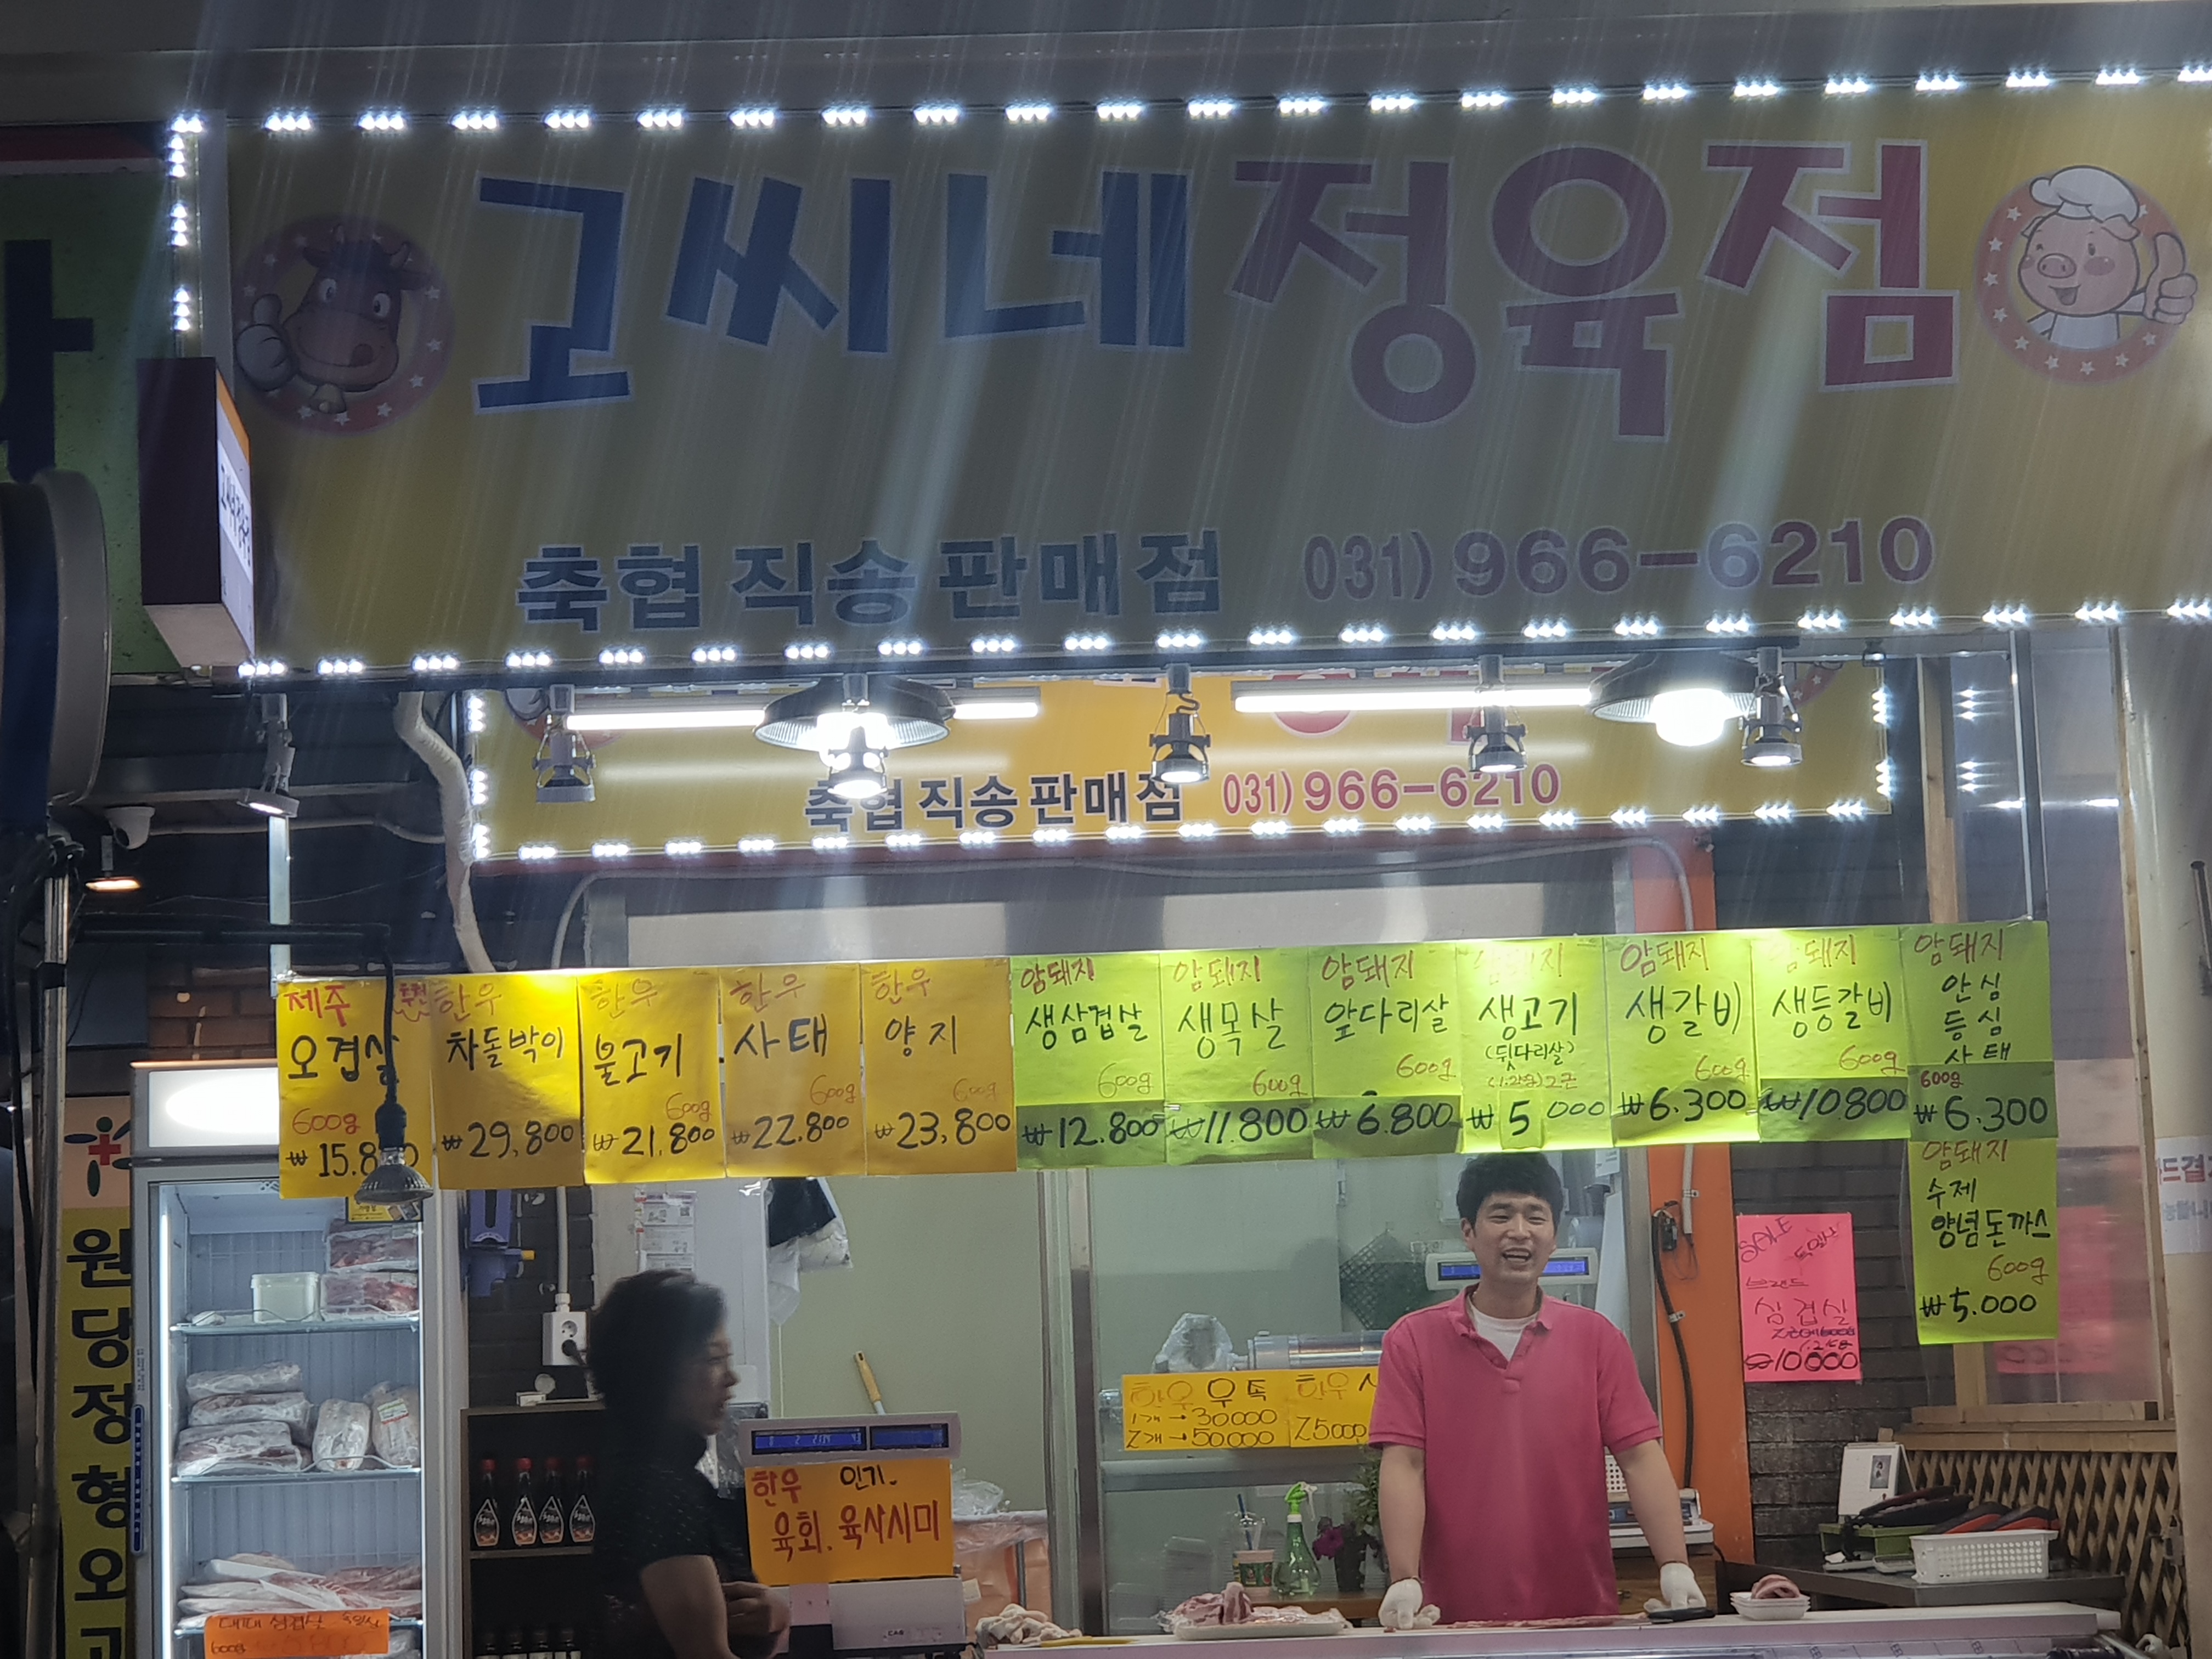 고씨네정육점
축협 직송 판매점 031) 966-6210
축협 직송 판매점 031) 966-6210
제주
오겹살
600g
한우
차돌박이
₩29,800
한우
불고기
600g
₩21,800
한우
사태
600g
₩22.800
한우
양지
600g
₩23,800
암돼지
생삼겹살
600g
₩12.800
암돼지
생목살
600g
₩11.800
암돼지
앞다리살
600g
₩6.800
생고기
(뒷다리살)
₩5 000
암돼지
생갈비
600g
₩6.300
암돼지
생등갈비
600g
₩10800
암돼지
안심
등심
사태
600g
₩6.300
암돼지
수제
양념돈까스
600g
₩5.000
SALE
브랜드
삼겹살
₩10000
한우 우족
1개→30000
2개→50000
한우
25000
한우 인기
육회. 육사시미
원당정형외과
600g
CAS